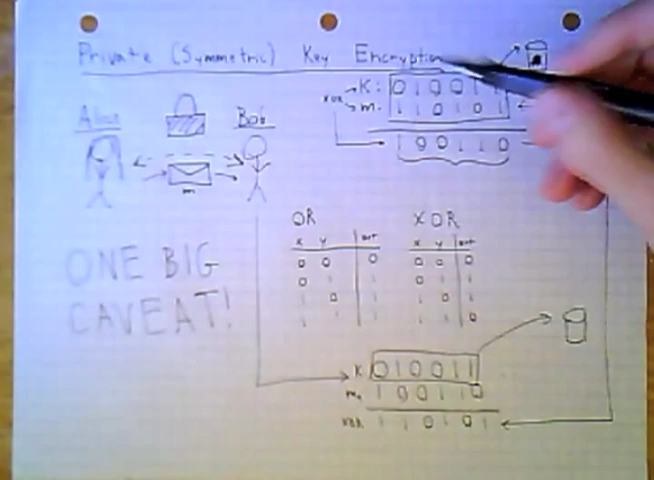 Private (Symmetric) Key Encryption
XOR K: 0 1 0 0 1 1
m: 1 1 0 1 0 1
1 0 0 1 1 0
Alice Bob
m
OR XOR
x y out x y out
0 0 0 0 0 0
0 1 1 0 1 1
1 0 1 1 0 1
1 1 1 1 1 0
ONE BIG
CAVEAT!
K 0 1 0 0 1 1
1 0 0 1 1 0
XOR 1 1 0 1 0 1